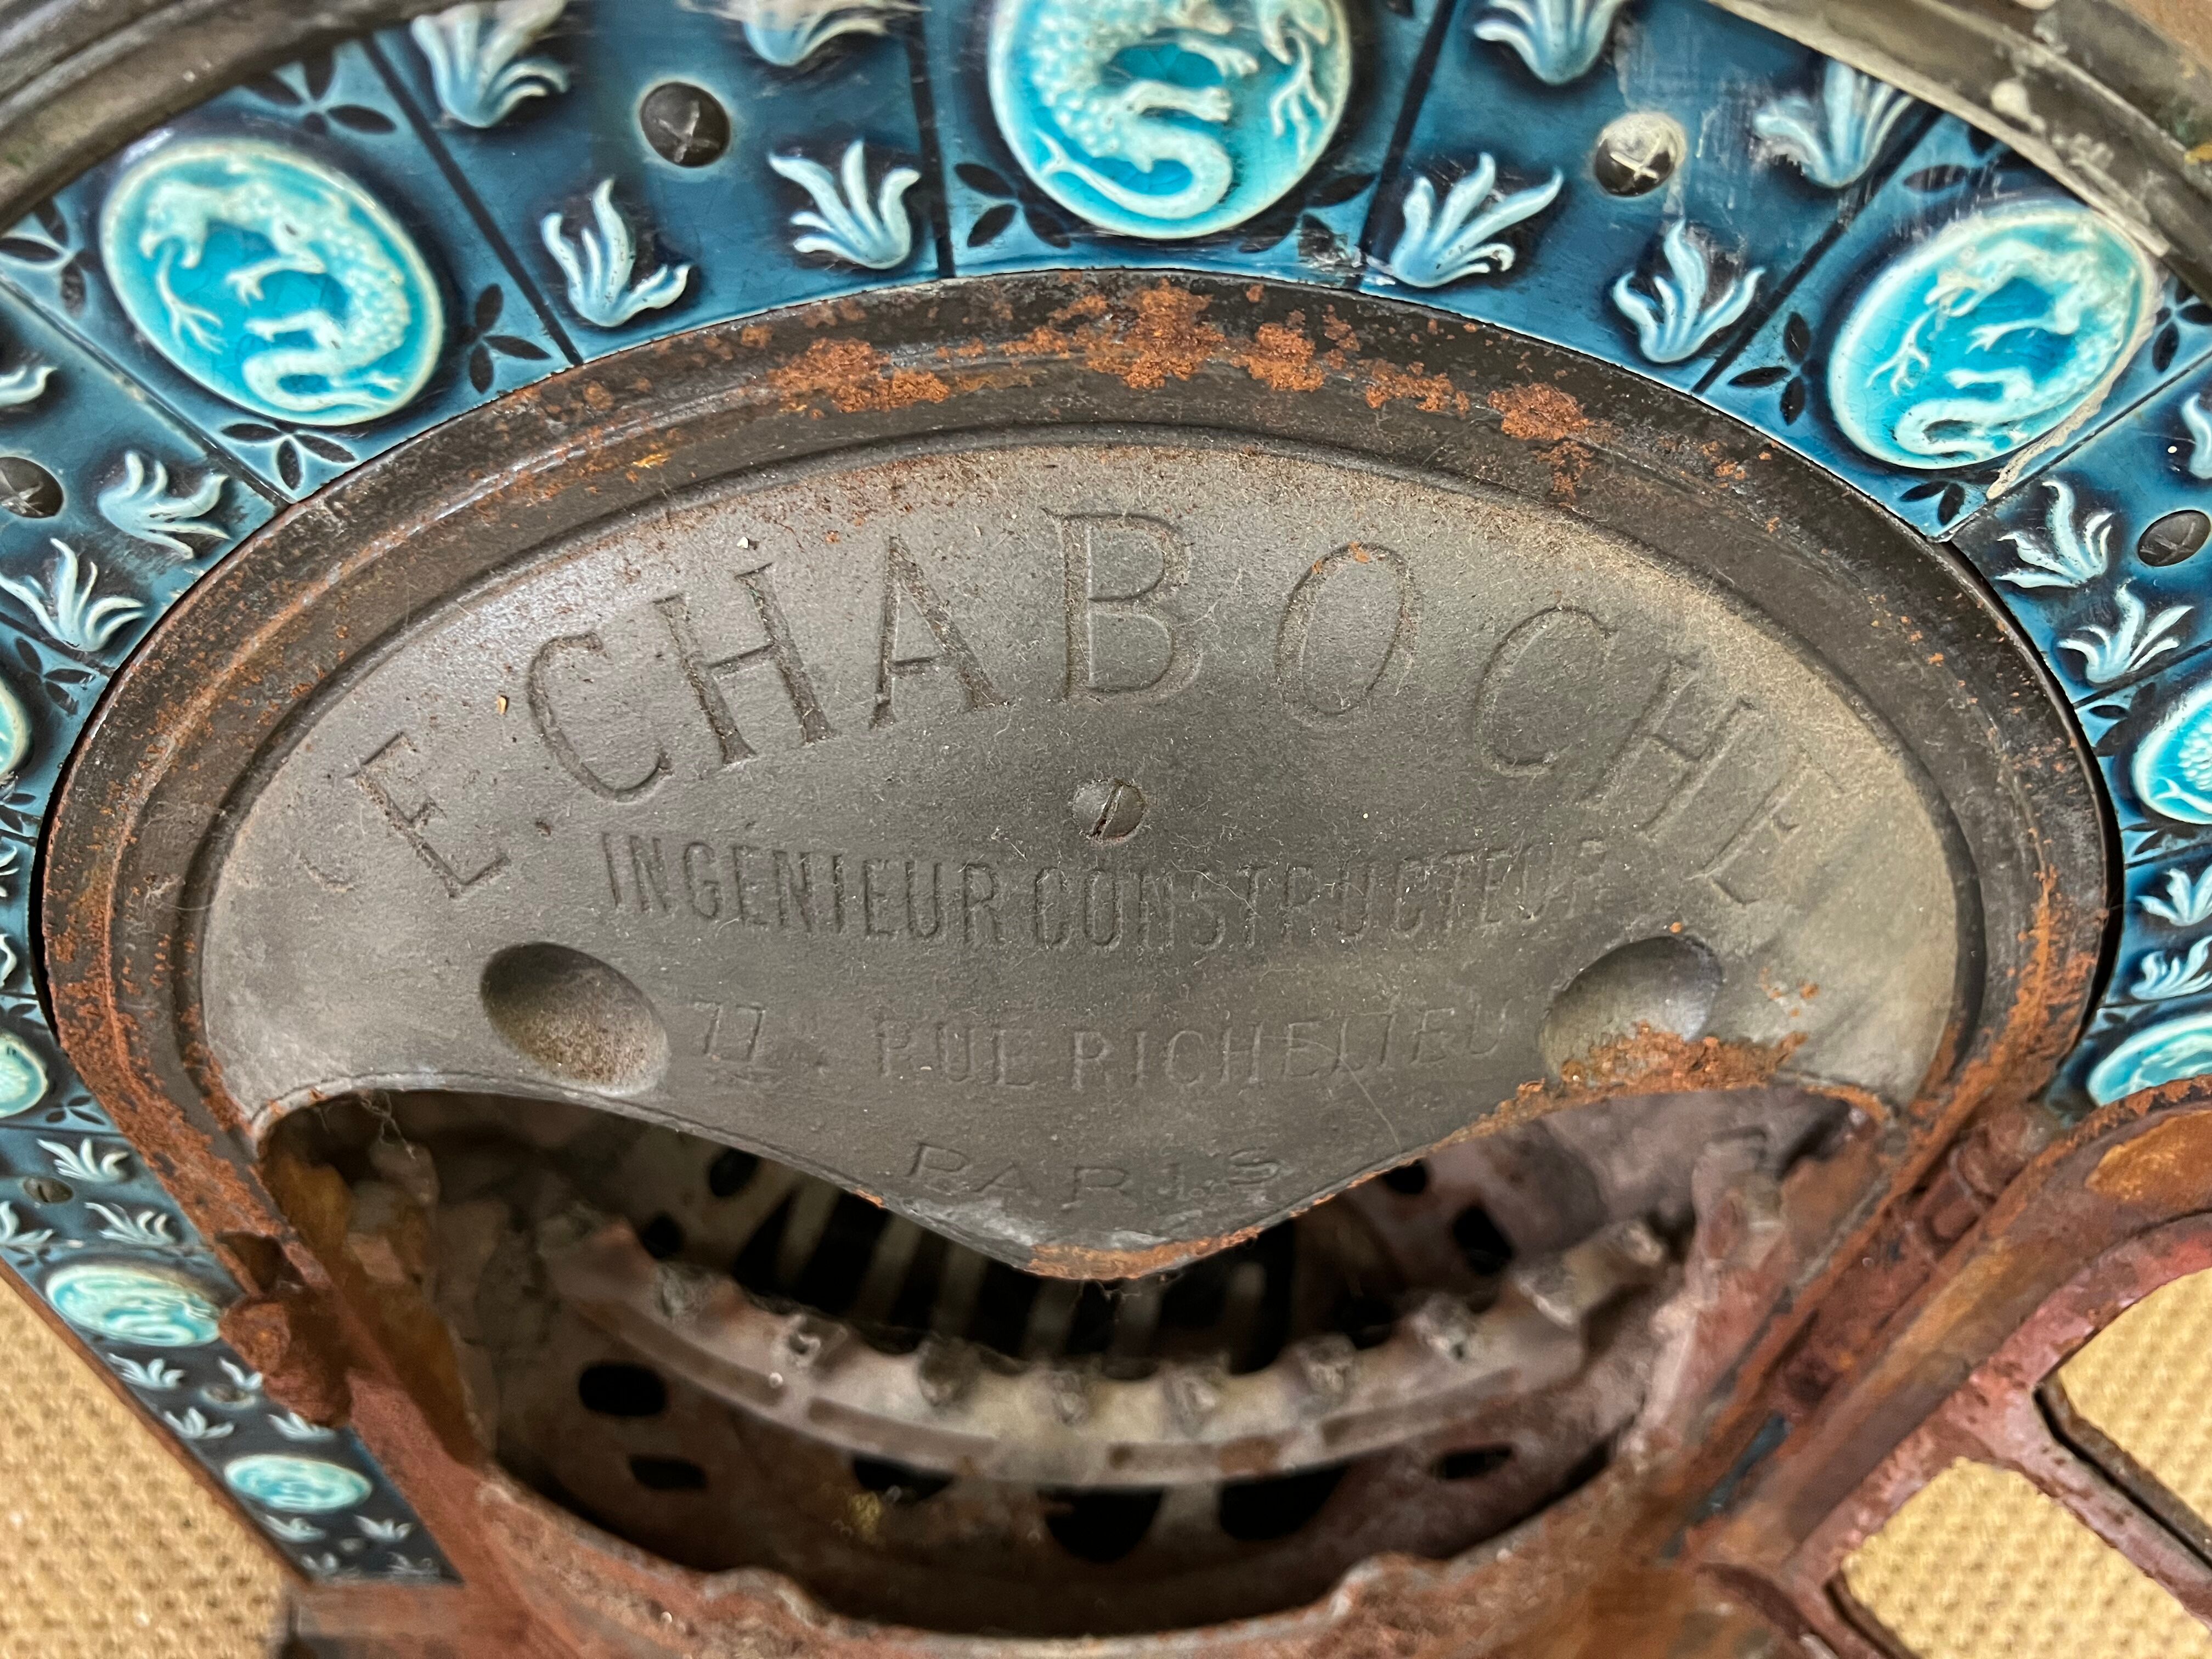 E. CHABOCHE
INGENIEUR CONSTRUCTEUR
77. RUE RICHELIEU
PARIS